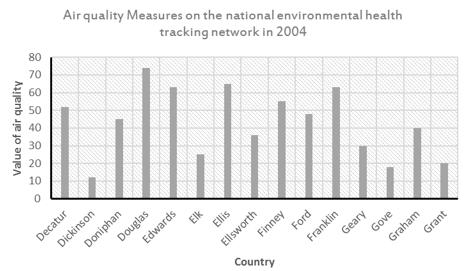 Air quality Measures on the national environmental health
tracking network in 2004
Value of air quality
80
70
60
50
40
30
20
10
0
Decatur
Dickinson
Doniphan
Douglas
Edwards
Elk
Ellis
Ellsworth
Finney
Ford
Franklin
Geary
Gove
Graham
Grant
Country